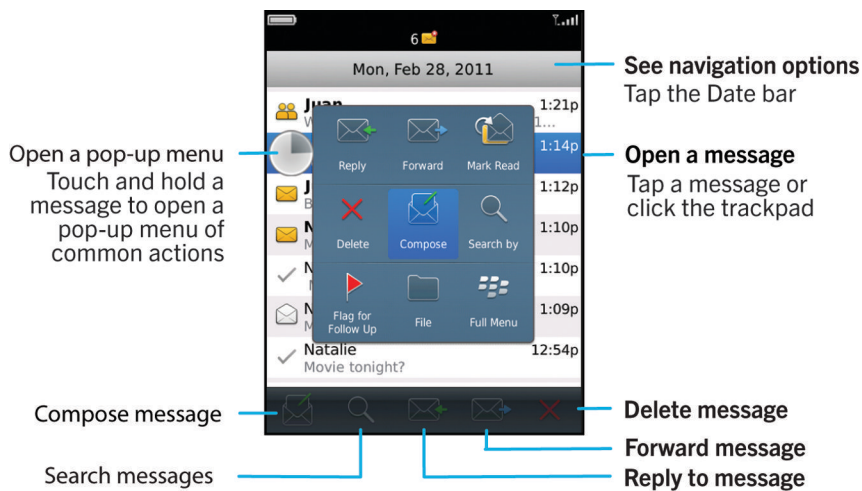 6
Mon, Feb 28, 2011
See navigation options
Tap the Date bar
Juan
1:21p
W
1...
Reply
Forward
Mark Read
1:14p
Open a pop-up menu
Touch and hold a
message to open a
pop-up menu of
common actions
Open a message
Tap a message or
click the trackpad
J
1:12p
B
Delete
Compose
Search by
N
1:10p
M
N
1:10p
Flag for
Follow Up
File
Full Menu
N
1:09p
M
Natalie
12:54p
Movie tonight?
Compose message
Delete message
Forward message
Search messages
Reply to message